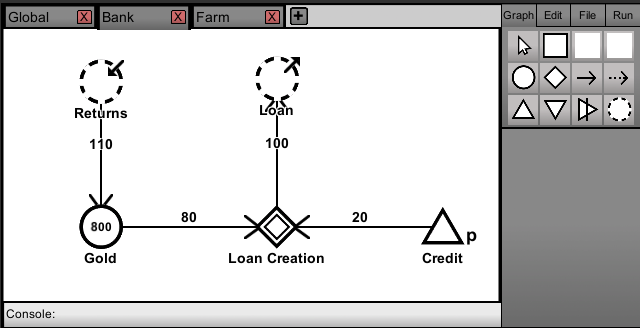 Global X Bank X Farm X + Graph Edit File Run
Returns Loan
110 100
80 20
800 p
Gold Loan Creation Credit
Console: